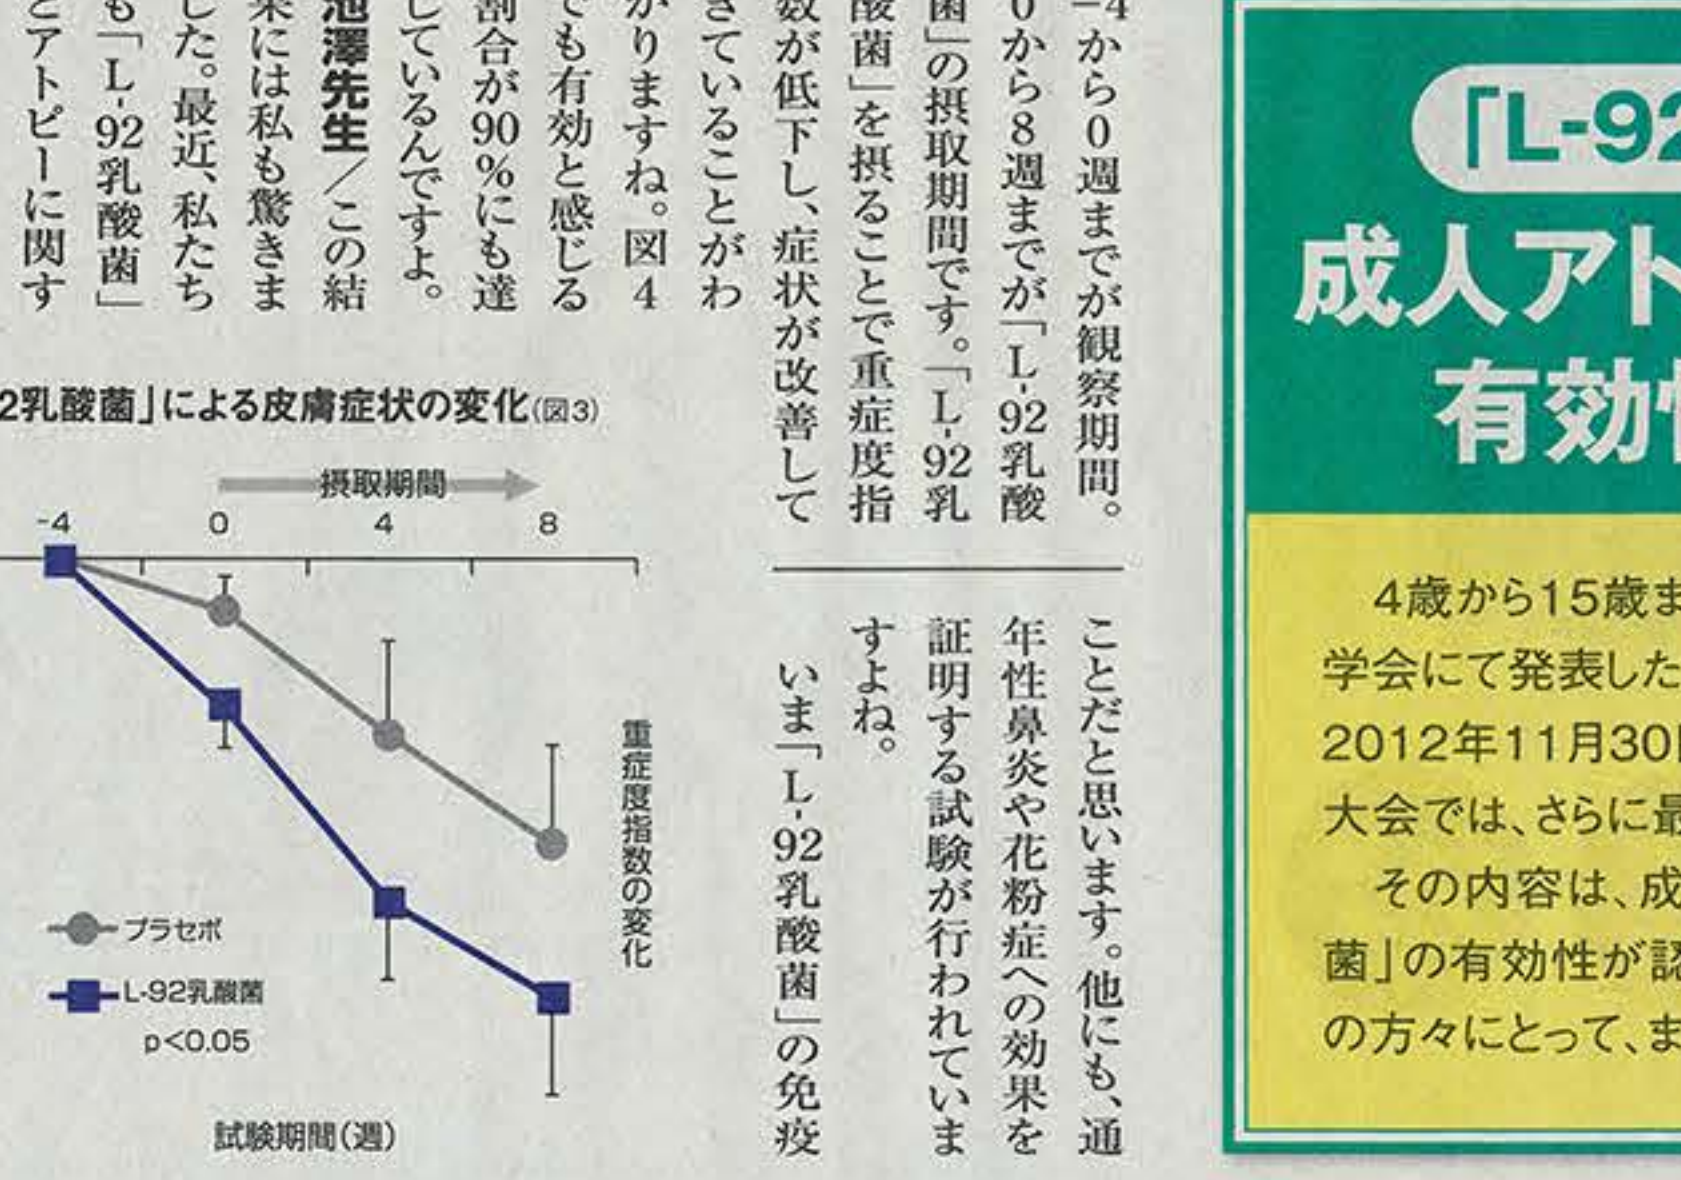 −4から0週までが観察期間。
0から8週までが「L-92乳酸
菌」の摂取期間です。「L-92乳
酸菌」を摂ることで重症度指
数が低下し、症状が改善して
きていることがわ
かりますね。図4
でも有効と感じる
割合が90%にも達
しているんですよ。
池澤先生／この結
果には私も驚きま
した。最近、私たち
も「L-92乳酸菌」
とアトピーに関す
2乳酸菌」による皮膚症状の変化(図3)
摂取期間
-4 0 4 8
重症度指数の変化
プラセボ
L-92乳酸菌
p<0.05
試験期間(週)
ことだと思います。他にも、通
年性鼻炎や花粉症への効果を
証明する試験が行われていま
すよね。
いま「L-92乳酸菌」の免疫
「L-92
成人アト
有効性
4歳から15歳ま
学会にて発表した
2012年11月30日
大会では、さらに最
その内容は、成
菌」の有効性が認
の方々にとって、ま